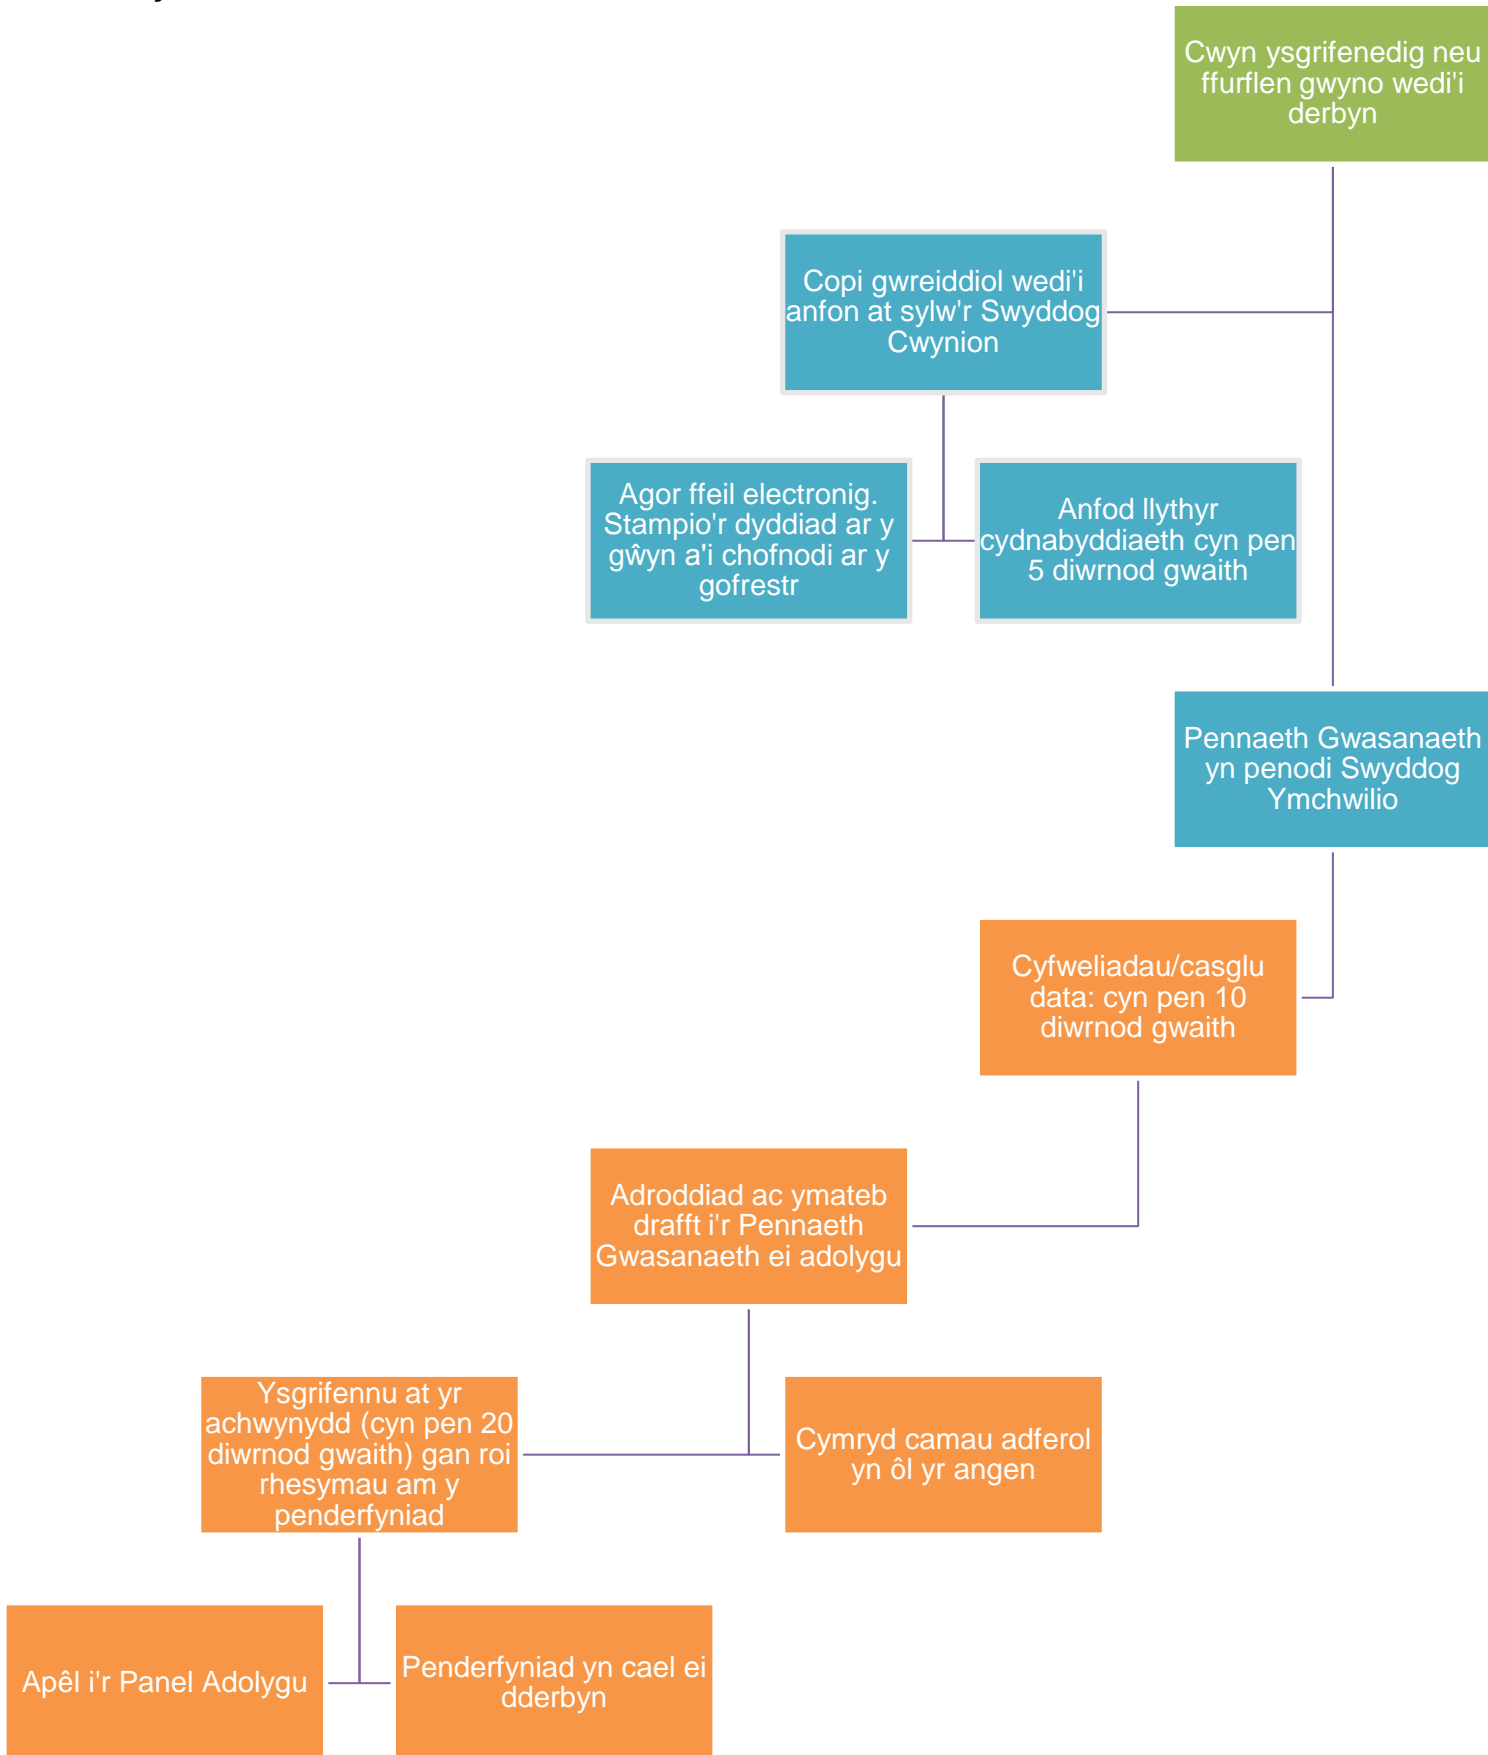 Cwyn ysgrifenedig neu
ffurflen gwyno wedi'i
derbyn
Copi gwreiddiol wedi'i
anfon at sylw'r Swyddog
Cwynion
Agor ffeil electronig.
Stampio'r dyddiad ar y
gŵyn a'i chofnodi ar y
gofrestr
Anfod llythyr
cydnabyddiaeth cyn pen
5 diwrnod gwaith
Pennaeth Gwasanaeth
yn penodi Swyddog
Ymchwilio
Cyfweliadau/casglu
data: cyn pen 10
diwrnod gwaith
Adroddiad ac ymateb
drafft i'r Pennaeth
Gwasanaeth ei adolygu
Ysgrifennu at yr
achwynydd (cyn pen 20
diwrnod gwaith) gan roi
rhesymau am y
penderfyniad
Cymryd camau adferol
yn ôl yr angen
Apêl i'r Panel Adolygu
Penderfyniad yn cael ei
dderbyn